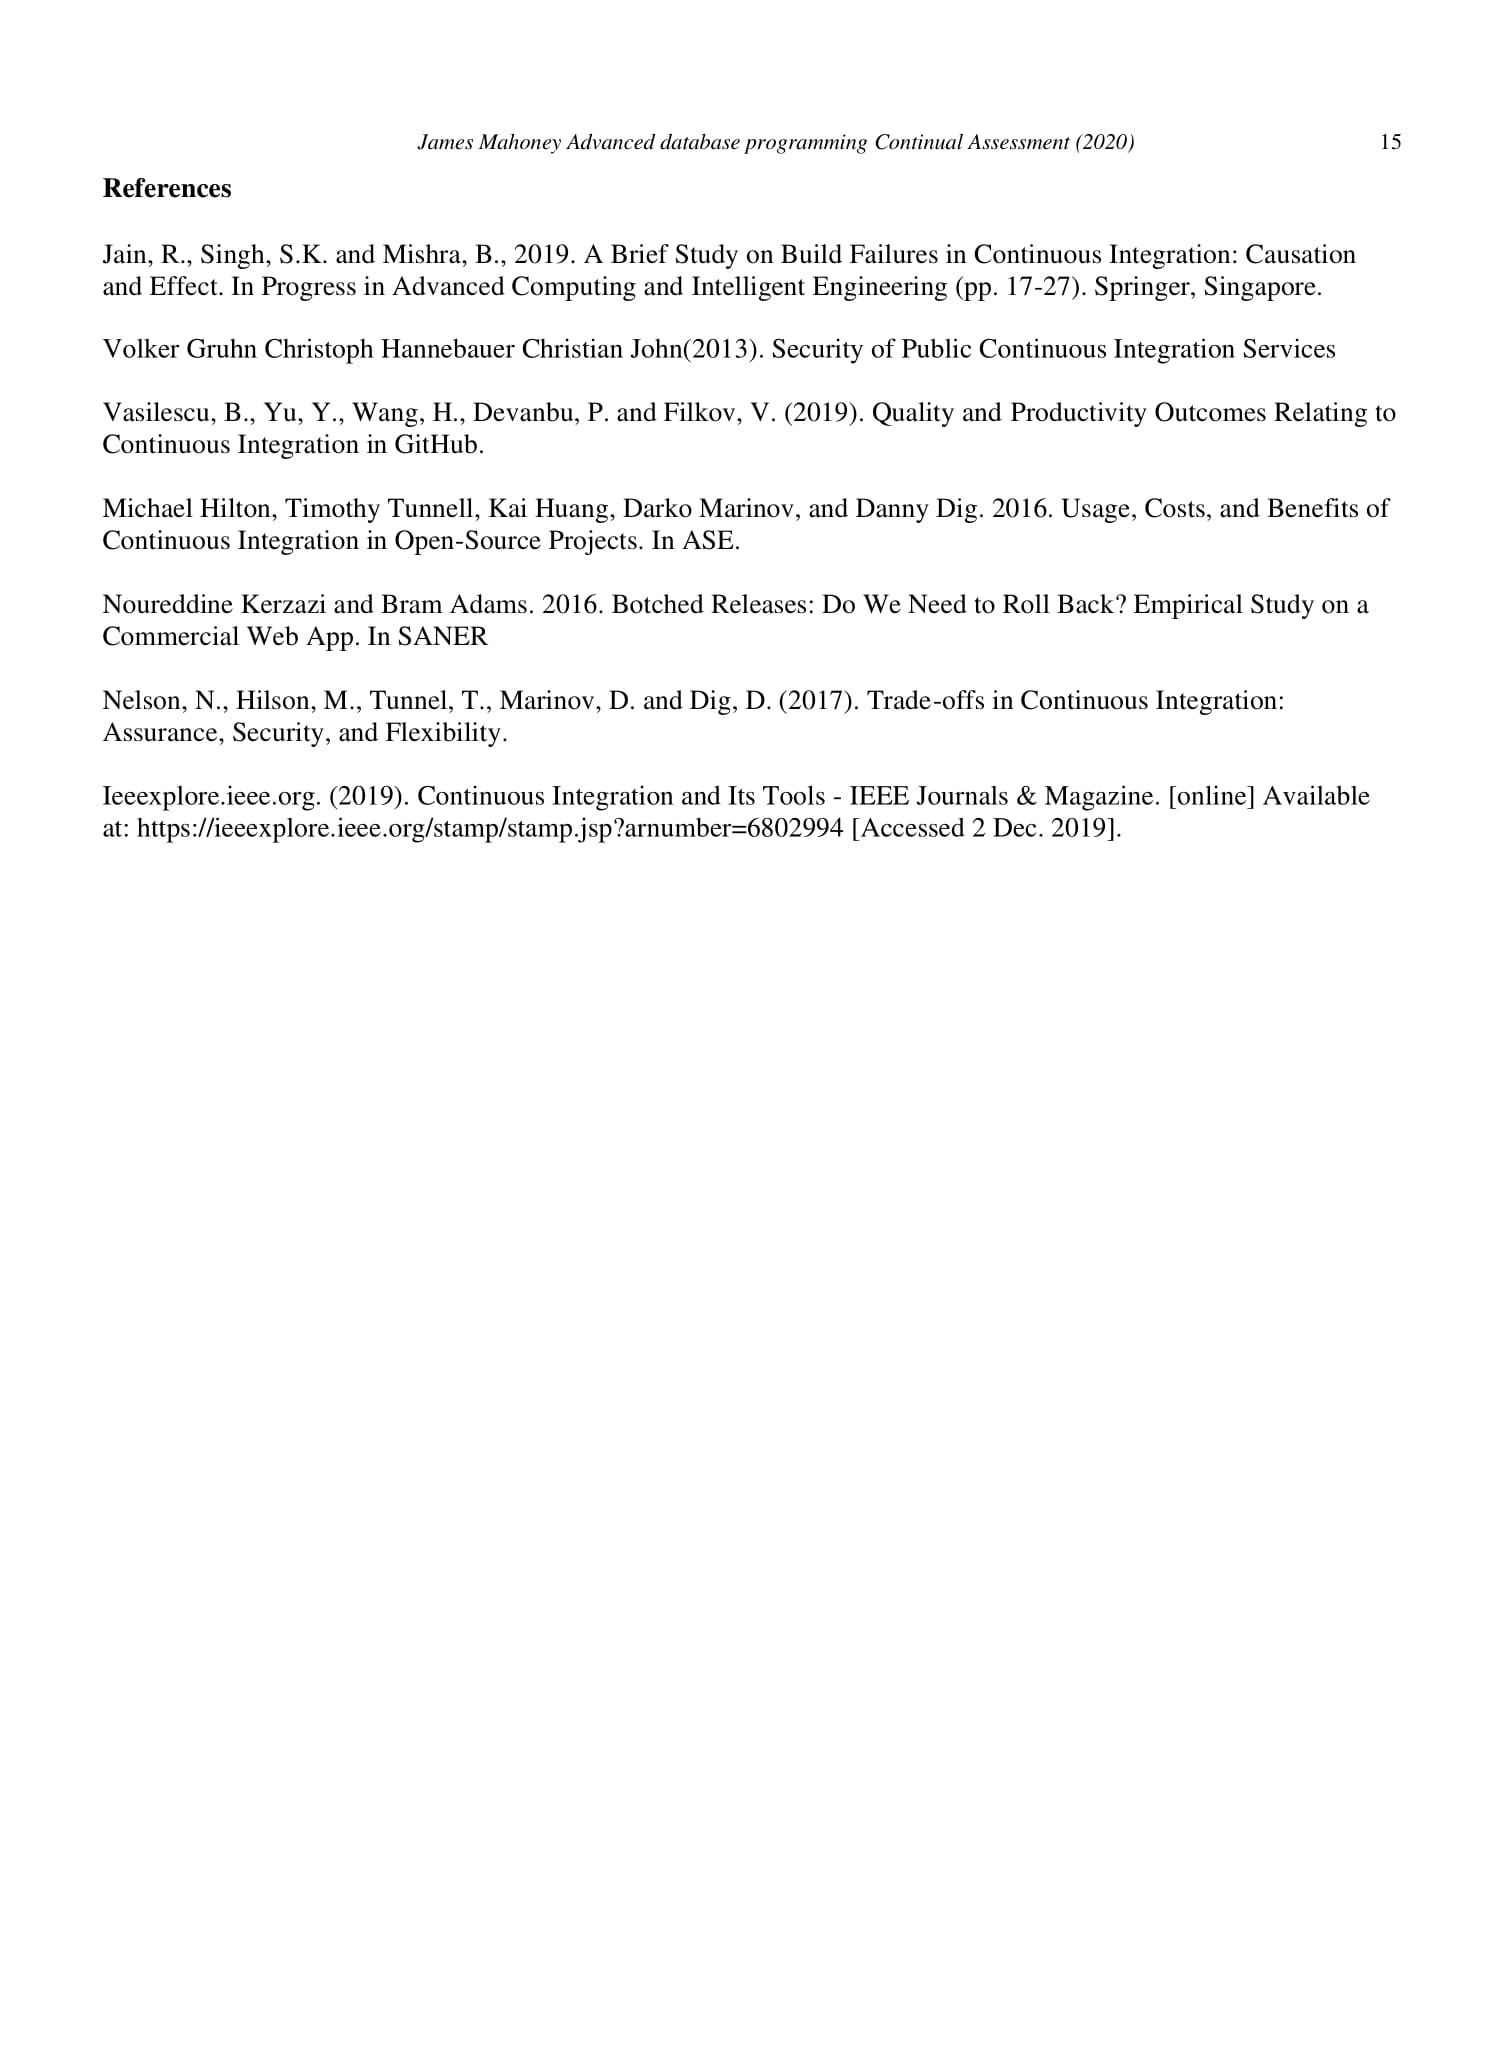 James Mahoney Advanced database programming Continual Assessment (2020) 15
References
Jain, R., Singh, S.K. and Mishra, B., 2019. A Brief Study on Build Failures in Continuous Integration: Causation
and Effect. In Progress in Advanced Computing and Intelligent Engineering (pp. 17-27). Springer, Singapore.
Volker Gruhn Christoph Hannebauer Christian John(2013). Security of Public Continuous Integration Services
Vasilescu, B., Yu, Y., Wang, H., Devanbu, P. and Filkov, V. (2019). Quality and Productivity Outcomes Relating to
Continuous Integration in GitHub.
Michael Hilton, Timothy Tunnell, Kai Huang, Darko Marinov, and Danny Dig. 2016. Usage, Costs, and Benefits of
Continuous Integration in Open-Source Projects. In ASE.
Noureddine Kerzazi and Bram Adams. 2016. Botched Releases: Do We Need to Roll Back? Empirical Study on a
Commercial Web App. In SANER
Nelson, N., Hilson, M., Tunnel, T., Marinov, D. and Dig, D. (2017). Trade-offs in Continuous Integration:
Assurance, Security, and Flexibility.
Ieeexplore.ieee.org. (2019). Continuous Integration and Its Tools - IEEE Journals & Magazine. [online] Available
at: https://ieeexplore.ieee.org/stamp/stamp.jsp?arnumber=6802994 [Accessed 2 Dec. 2019].